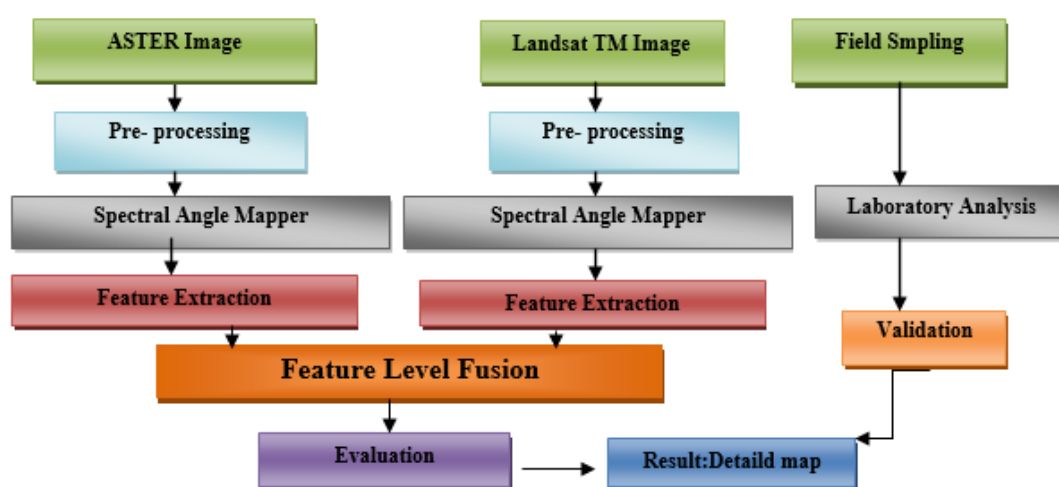 ASTER Image
Landsat TM Image
Field Smpling
Pre- processing
Pre- processing
Spectral Angle Mapper
Spectral Angle Mapper
Laboratory Analysis
Feature Extraction
Feature Extraction
Validation
Feature Level Fusion
Evaluation
Result:Detaild map